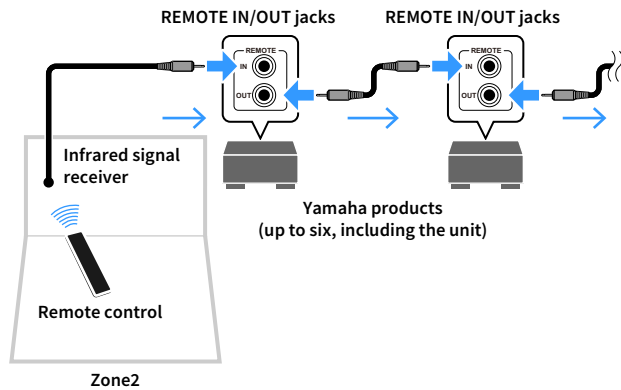 REMOTE IN/OUT jacks
REMOTE IN/OUT jacks
REMOTE
IN
OUT
REMOTE
IN
OUT
Infrared signal
receiver
Yamaha products
(up to six, including the unit)
Remote control
Zone2